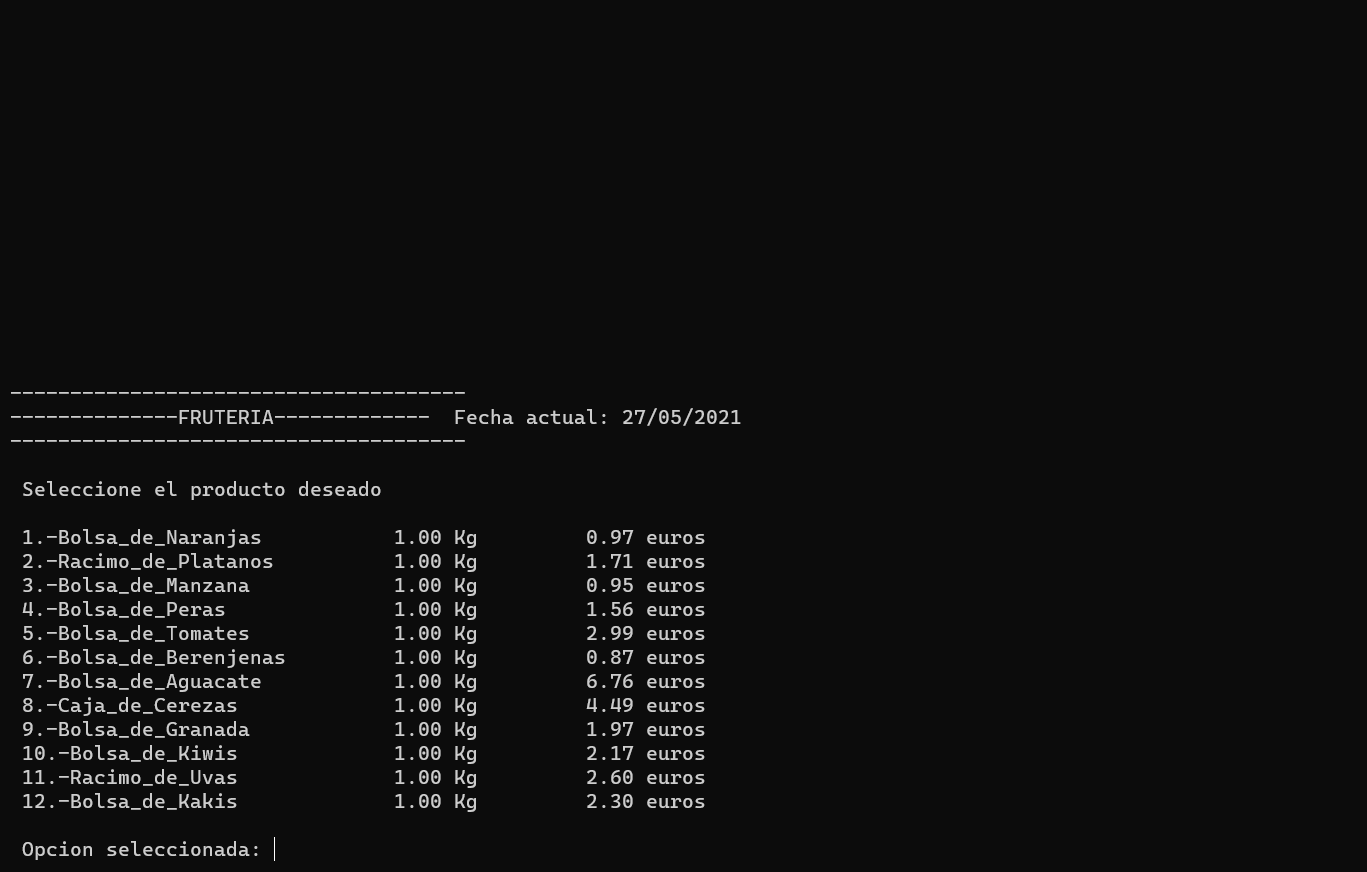 --------------------------------------
--------------FRUTERIA-------------  Fecha actual: 27/05/2021
--------------------------------------
Seleccione el producto deseado
1.-Bolsa_de_Naranjas           1.00 Kg         0.97 euros
2.-Racimo_de_Platanos          1.00 Kg         1.71 euros
3.-Bolsa_de_Manzana            1.00 Kg         0.95 euros
4.-Bolsa_de_Peras              1.00 Kg         1.56 euros
5.-Bolsa_de_Tomates            1.00 Kg         2.99 euros
6.-Bolsa_de_Berenjenas         1.00 Kg         0.87 euros
7.-Bolsa_de_Aguacate           1.00 Kg         6.76 euros
8.-Caja_de_Cerezas             1.00 Kg         4.49 euros
9.-Bolsa_de_Granada            1.00 Kg         1.97 euros
10.-Bolsa_de_Kiwis             1.00 Kg         2.17 euros
11.-Racimo_de_Uvas             1.00 Kg         2.60 euros
12.-Bolsa_de_Kakis             1.00 Kg         2.30 euros
Opcion seleccionada: